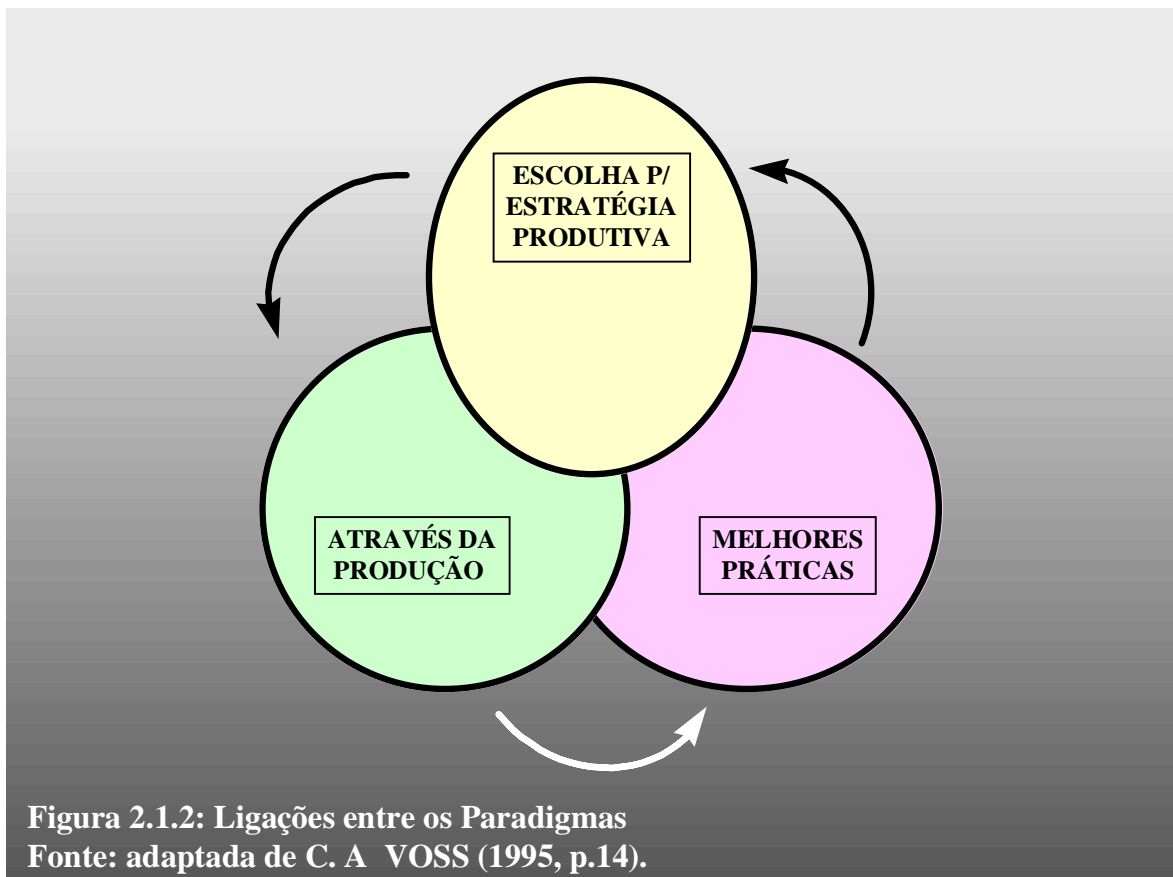 ESCOLHA P/
ESTRATÉGIA
PRODUTIVA
ATRAVÉS DA
PRODUÇÃO
MELHORES
PRÁTICAS
Figura 2.1.2: Ligações entre os Paradigmas
Fonte: adaptada de C. A  VOSS (1995, p.14).